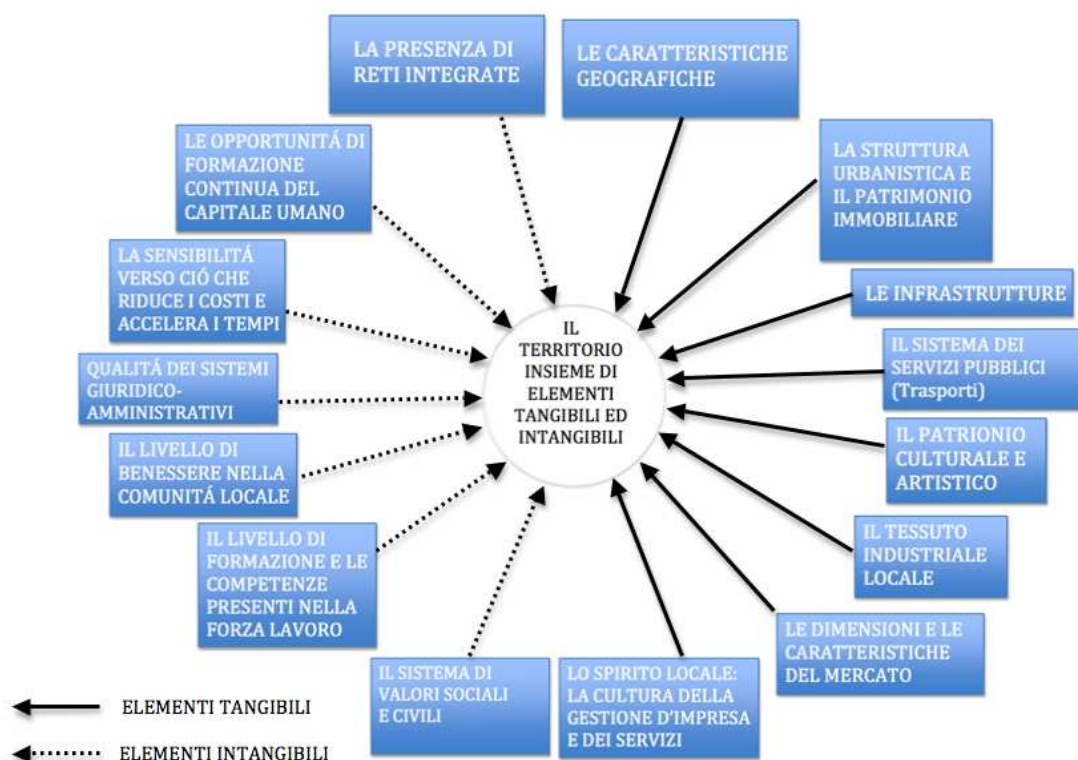 LA PRESENZA DI
RETI INTEGRATE
LE CARATTERISTICHE
GEOGRAFICHE
LE OPPORTUNITÁ DI
FORMAZIONE
CONTINUA DEL
CAPITALE UMANO
LA STRUTTURA
URBANISTICA E
IL PATRIMONIO
IMMOBILIARE
LA SENSIBILITÁ
VERSO CIÓ CHE
RIDUCE I COSTI E
ACCELERA I TEMPI
LE INFRASTRUTTURE
IL
TERRITORIO
INSIEME DI
ELEMENTI
TANGIBILI ED
INTANGIBILI
QUALITÁ DEI SISTEMI
GIURIDICO-
AMMINISTRATIVI
IL SISTEMA DEI
SERVIZI PUBBLICI
(Trasporti)
IL LIVELLO DI
BENESSERE NELLA
COMUNITÁ LOCALE
IL PATRIONIO
CULTURALE E
ARTISTICO
IL LIVELLO DI
FORMAZIONE E LE
COMPETENZE
PRESENTI NELLA
FORZA LAVORO
IL TESSUTO
INDUSTRIALE
LOCALE
IL SISTEMA DI
VALORI SOCIALI
E CIVILI
LO SPIRITO LOCALE:
LA CULTURA DELLA
GESTIONE D'IMPRESA
E DEI SERVIZI
LE DIMENSIONI E LE
CARATTERISTICHE
DEL MERCATO
ELEMENTI TANGIBILI
ELEMENTI INTANGIBILI